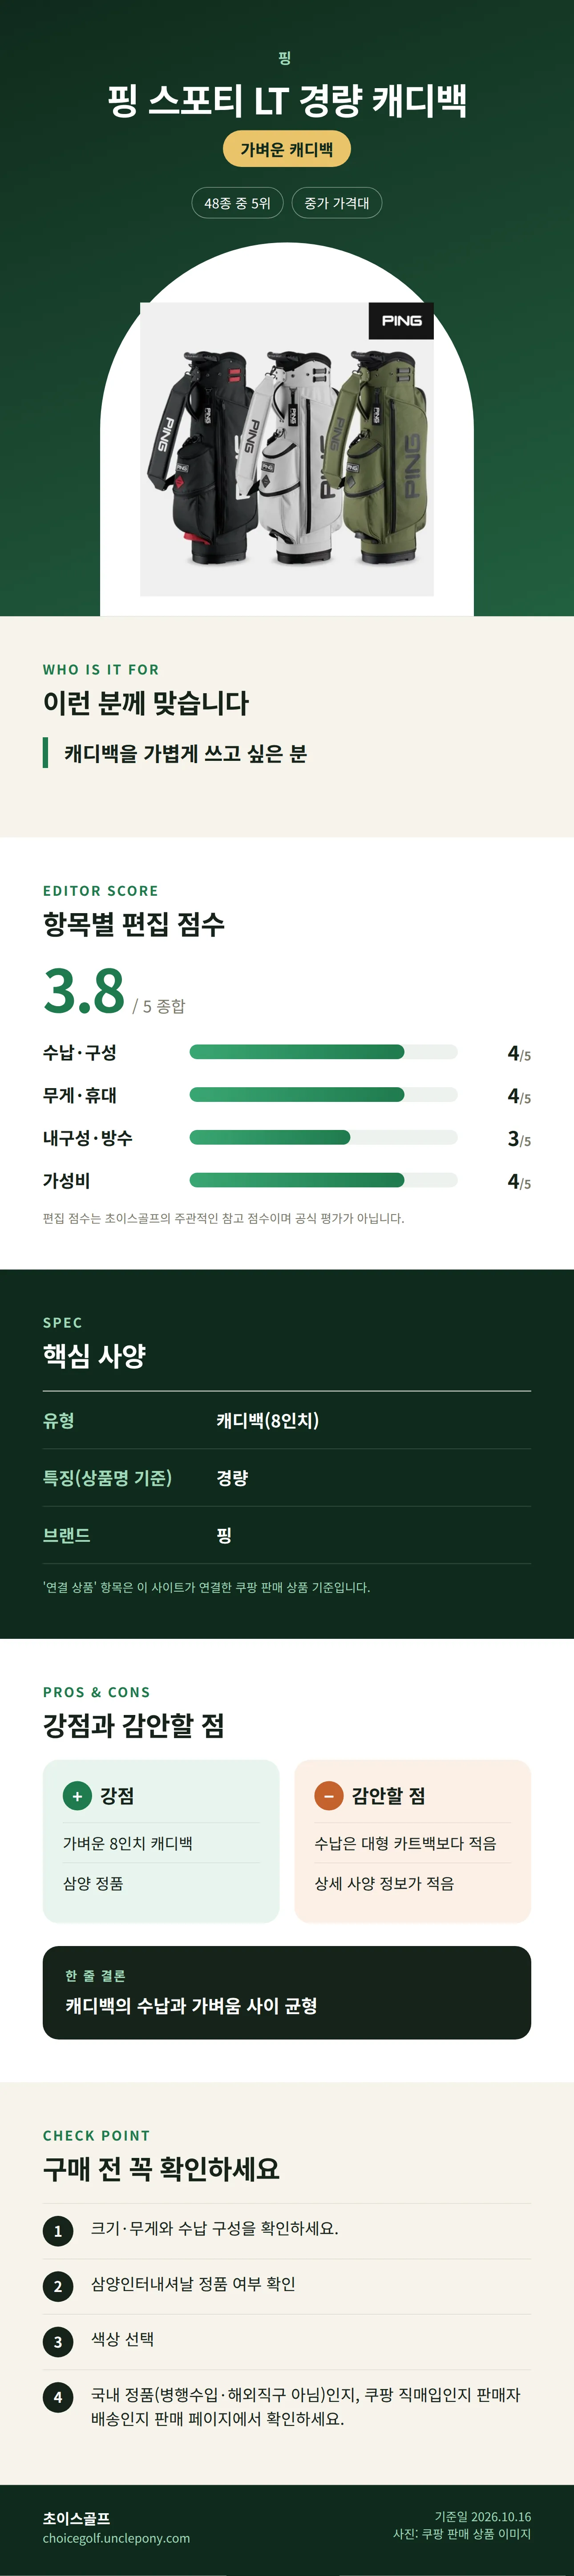 핑
핑 스포티 LT 경량 캐디백
가벼운 캐디백
48종 중 5위
중가 가격대
PING
PING
PING
PING
PING
PING
PING
PING
WHO IS IT FOR
이런 분께 맞습니다
캐디백을 가볍게 쓰고 싶은 분
EDITOR SCORE
항목별 편집 점수
3.8 / 5 종합
수납·구성 4/5
무게·휴대 4/5
내구성·방수 3/5
가성비 4/5
편집 점수는 초이스골프의 주관적인 참고 점수이며 공식 평가가 아닙니다.
SPEC
핵심 사양
유형 캐디백(8인치)
특징(상품명 기준) 경량
브랜드 핑
'연결 상품' 항목은 이 사이트가 연결한 쿠팡 판매 상품 기준입니다.
PROS & CONS
강점과 감안할 점
+ 강점
가벼운 8인치 캐디백
삼양 정품
− 감안할 점
수납은 대형 카트백보다 적음
상세 사양 정보가 적음
한 줄 결론
캐디백의 수납과 가벼움 사이 균형
CHECK POINT
구매 전 꼭 확인하세요
1 크기·무게와 수납 구성을 확인하세요.
2 삼양인터내셔날 정품 여부 확인
3 색상 선택
4 국내 정품(병행수입·해외직구 아님)인지, 쿠팡 직매입인지 판매자
배송인지 판매 페이지에서 확인하세요.
초이스골프
choicegolf.unclepony.com
기준일 2026.10.16
사진: 쿠팡 판매 상품 이미지